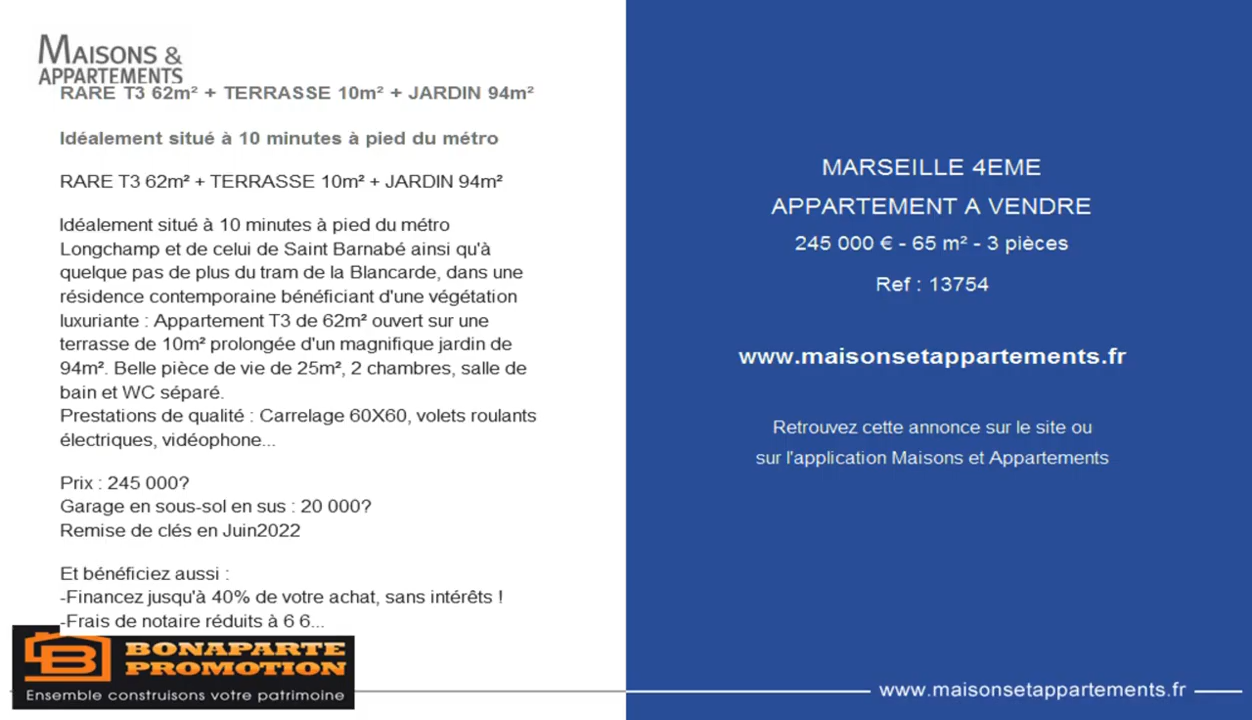 MAISONS &
APPARTEMENTS
RARE T3 62m² + TERRASSE 10m² + JARDIN 94m²
Idéalement situé à 10 minutes à pied du métro
RARE T3 62m² + TERRASSE 10m² + JARDIN 94m²
Idéalement situé à 10 minutes à pied du métro
Longchamp et de celui de Saint Barnabé ainsi qu'à
quelque pas de plus du tram de la Blancarde, dans une
résidence contemporaine bénéficiant d'une végétation
luxuriante : Appartement T3 de 62m² ouvert sur une
terrasse de 10m² prolongée d'un magnifique jardin de
94m². Belle pièce de vie de 25m², 2 chambres, salle de
bain et WC séparé.
Prestations de qualité : Carrelage 60X60, volets roulants
électriques, vidéophone...
Prix : 245 000?
Garage en sous-sol en sus : 20 000?
Remise de clés en Juin2022
Et bénéficiez aussi :
-Financez jusqu'à 40% de votre achat, sans intérêts !
-Frais de notaire réduits à 6 6...
BONAPARTE
PROMOTION
Ensemble construisons votre patrimoine
MARSEILLE 4EME
APPARTEMENT A VENDRE
245 000 € - 65 m² - 3 pièces
Ref : 13754
www.maisonsetappartements.fr
Retrouvez cette annonce sur le site ou
sur l'application Maisons et Appartements
www.maisonsetappartements.fr